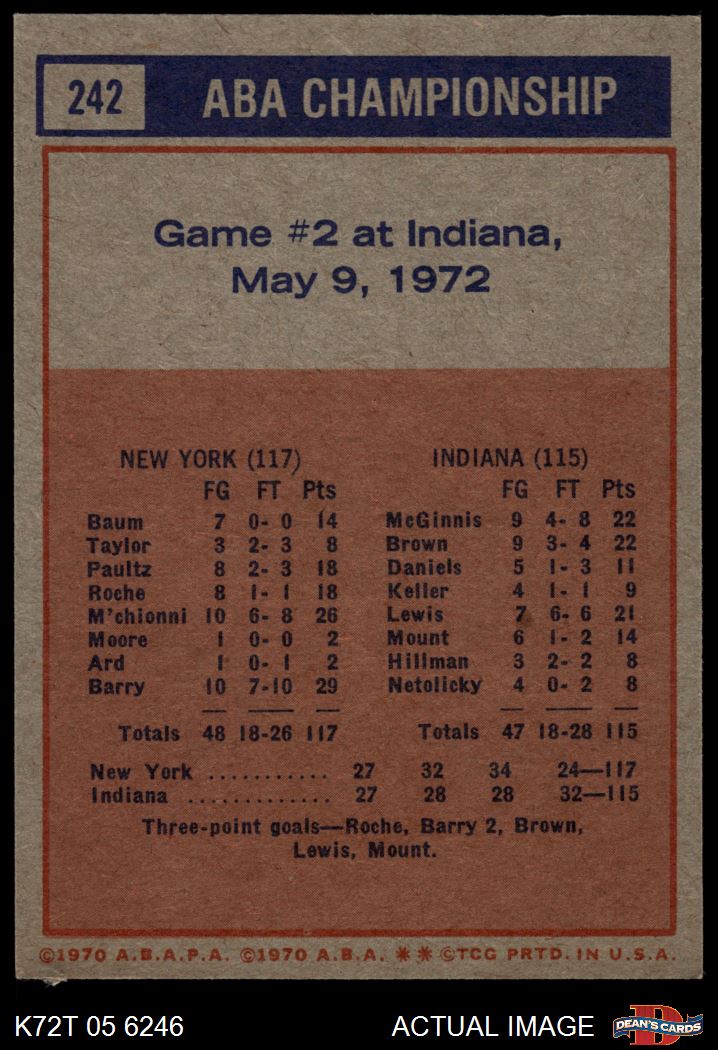 242 ABA CHAMPIONSHIP
Game #2 at Indiana,
May 9, 1972
NEW YORK (117) INDIANA (115)
FG FT Pts FG FT Pts
Baum 7 0- 0 14 McGinnis 9 4- 8 22
Taylor 3 2- 3 8 Brown 9 3- 4 22
Paultz 8 2- 3 18 Daniels 5 1- 3 11
Roche 8 1- 1 18 Keller 4 1- 1 9
M'chionni 10 6- 8 26 Lewis 7 6- 6 21
Moore 1 0- 0 2 Mount 6 1- 2 14
Ard 1 0- 1 2 Hillman 3 2- 2 8
Barry 10 7-10 29 Netolicky 4 0- 2 8
Totals 48 18-26 117 Totals 47 18-28 115
New York ........... 27 32 34 24—117
Indiana ............. 27 28 28 32—115
Three-point goals—Roche, Barry 2, Brown,
Lewis, Mount.
©1970 A.B.A.P.A. ©1970 A.B.A. ** ©TCG PRTD. IN U.S.A.
K72T 05 6246 ACTUAL IMAGE DEAN'S CARDS